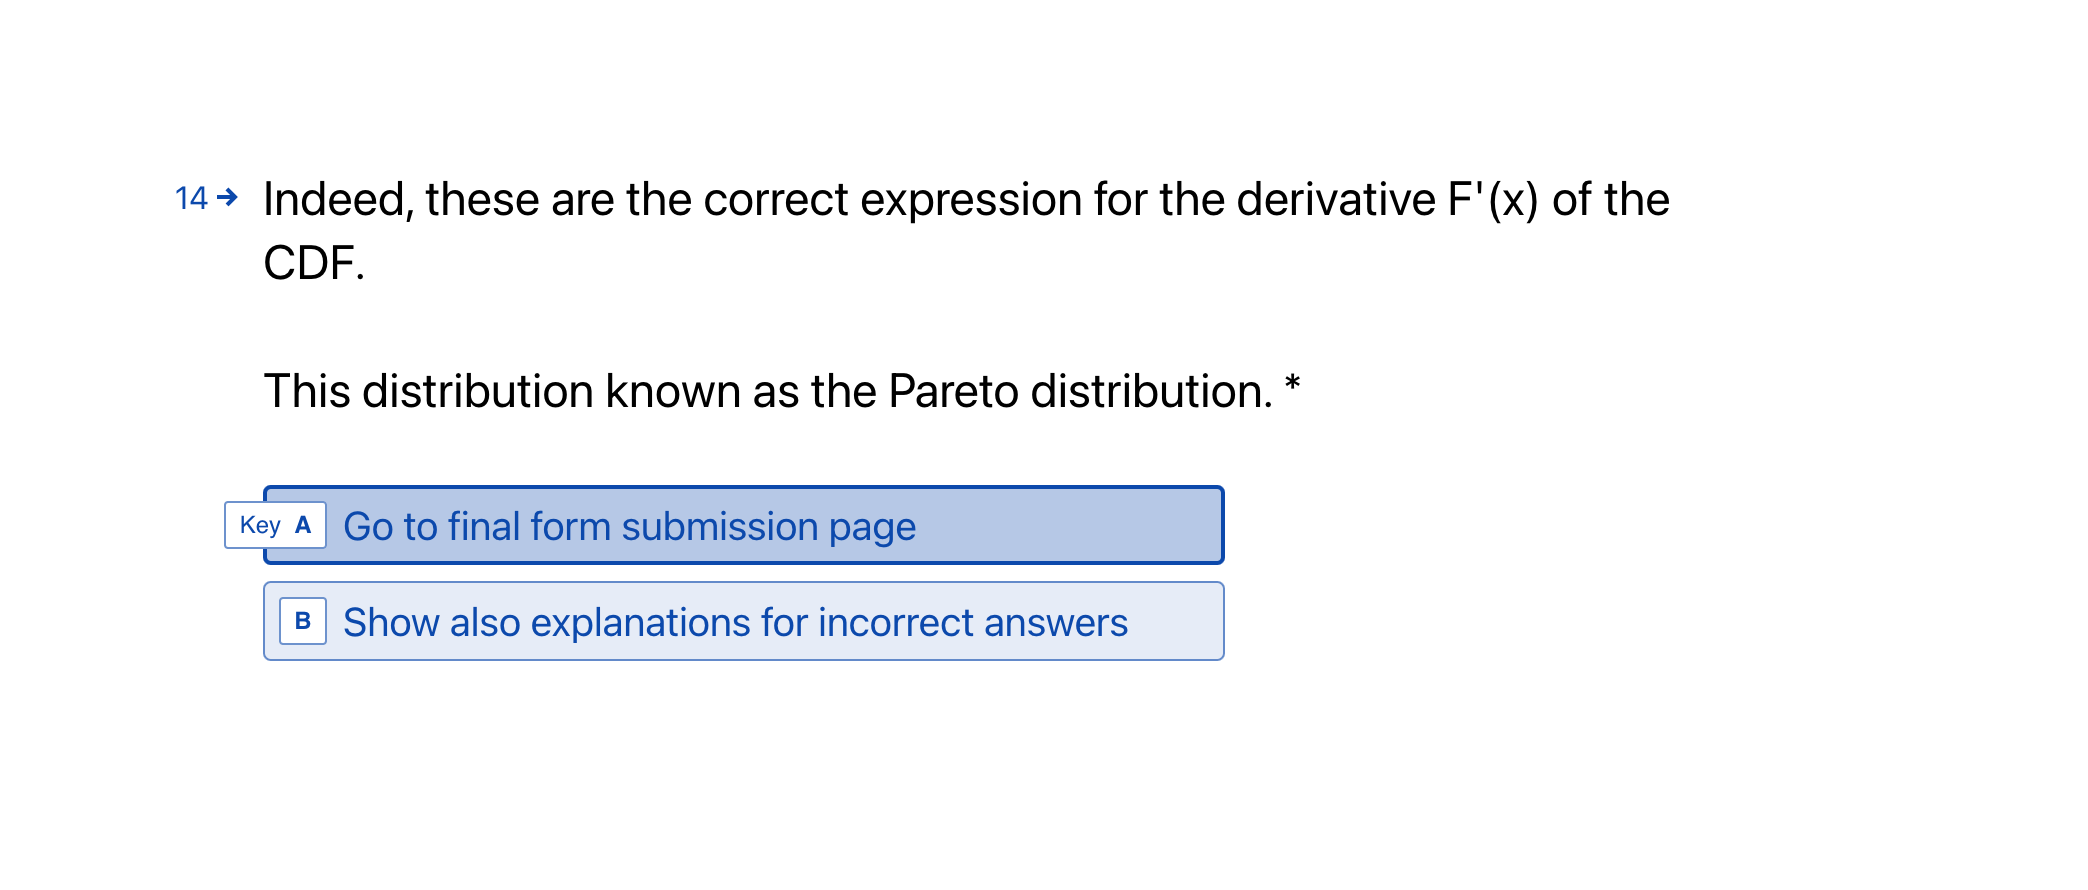 14 → Indeed, these are the correct expression for the derivative F'(x) of the
CDF.
This distribution known as the Pareto distribution. *
Key A Go to final form submission page
B Show also explanations for incorrect answers